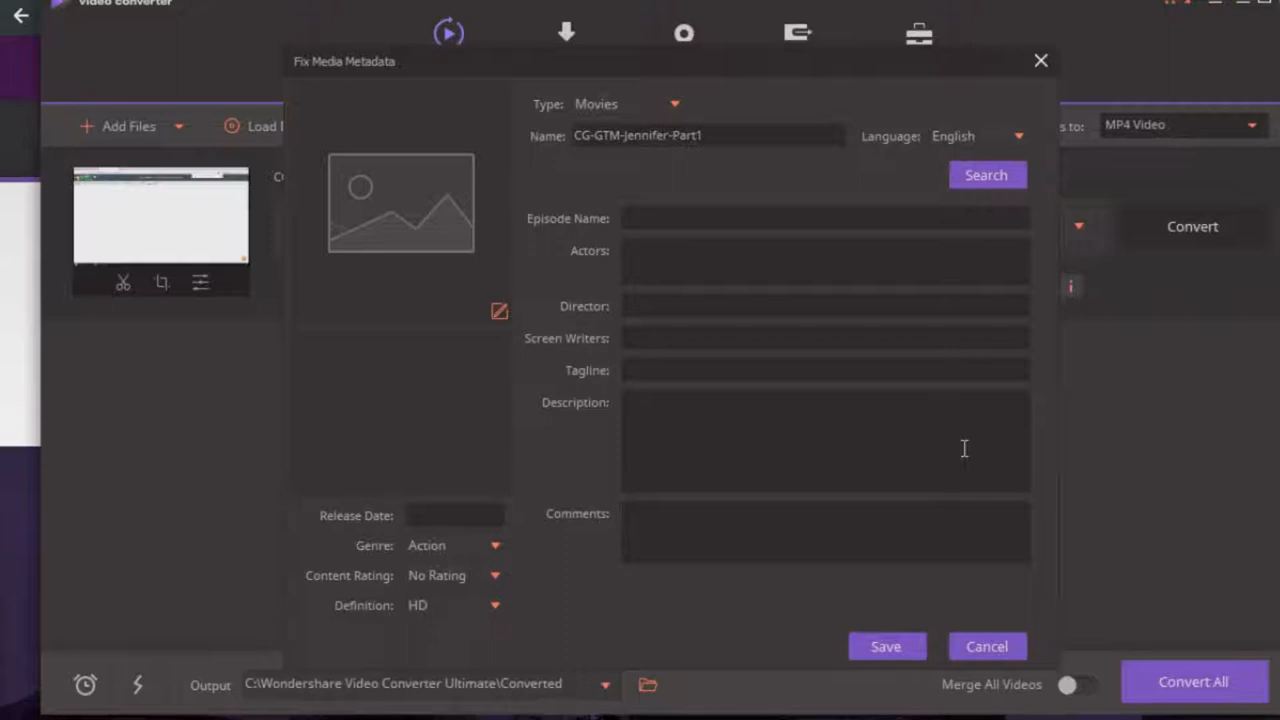 video converter
Fix Media Metadata
Type: Movies
Add Files
Load
s to: MP4 Video
Name: CG-GTM-Jennifer-Part1
Language: English
Search
Episode Name:
Convert
Actors:
Director:
Screen Writers:
Tagline:
Description:
Release Date:
Comments:
Genre: Action
Content Rating: No Rating
Definition: HD
Save
Cancel
Output C:\Wondershare Video Converter Ultimate\Converted
Merge All Videos
Convert All